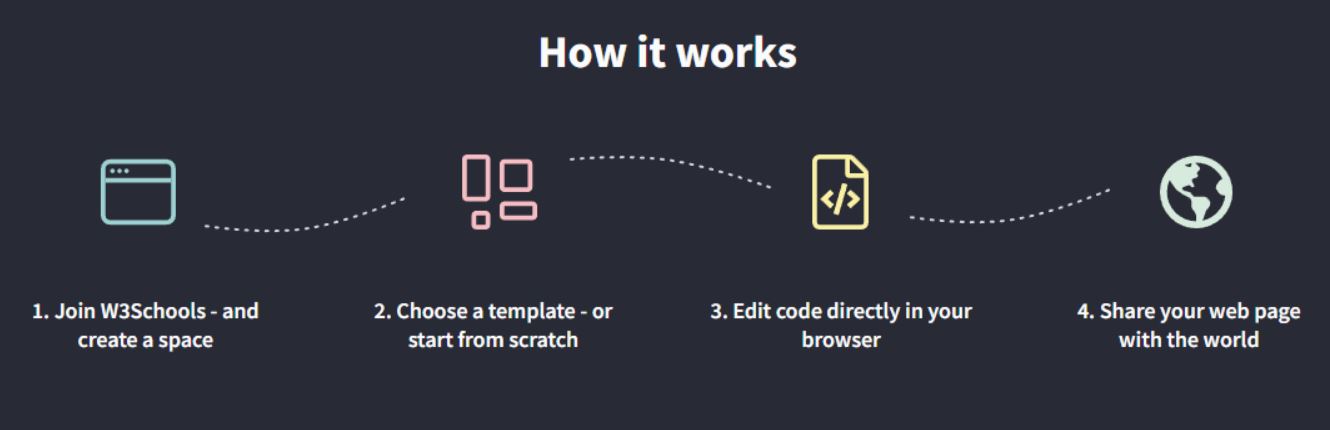 How it works
1. Join W3Schools - and
create a space
2. Choose a template - or
start from scratch
3. Edit code directly in your
browser
4. Share your web page
with the world